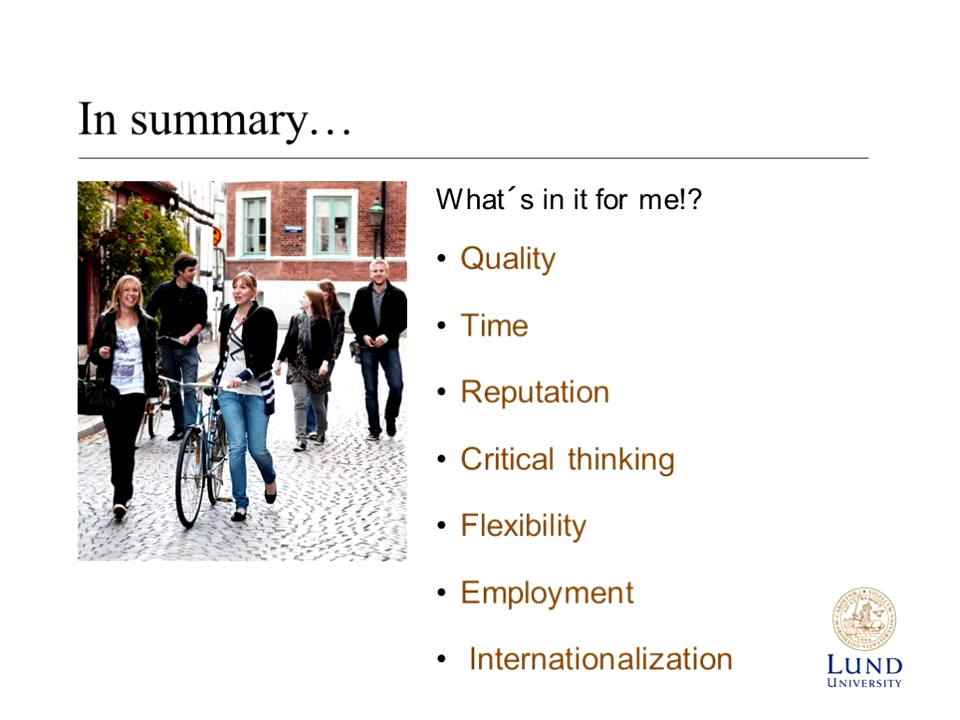 In summary…
What´s in it for me!?
• Quality
• Time
• Reputation
• Critical thinking
• Flexibility
• Employment
• Internationalization
LUND
UNIVERSITY